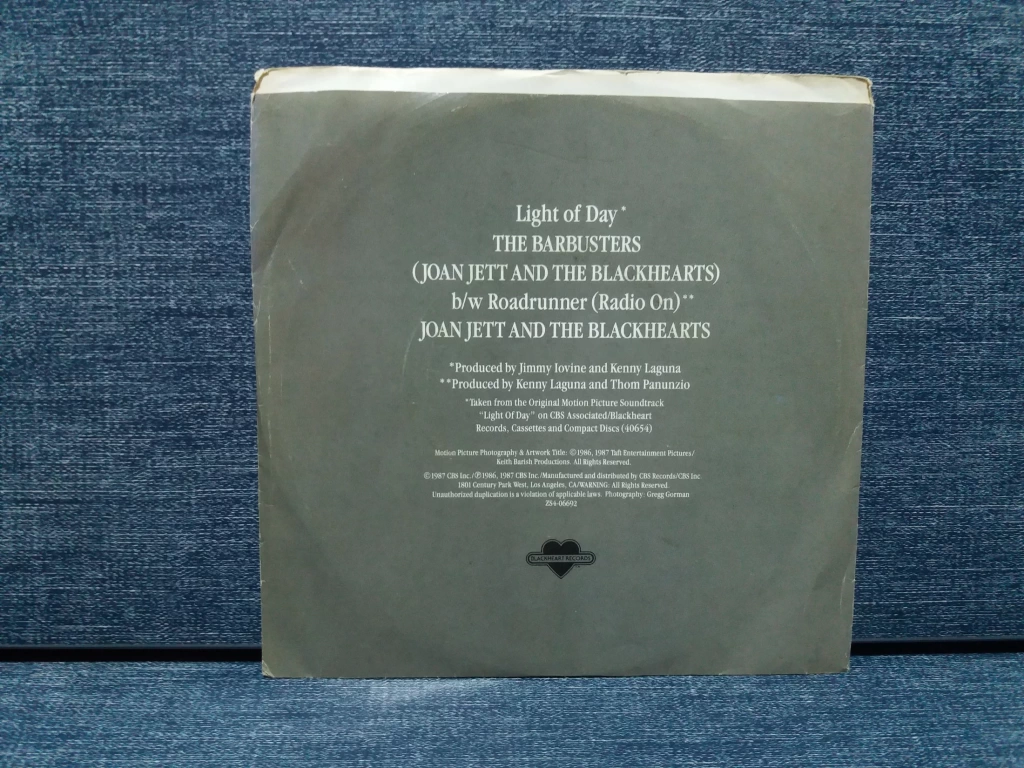 Light of Day*
THE BARBUSTERS
(JOAN JETT AND THE BLACKHEARTS)
b/w Roadrunner (Radio On)**
JOAN JETT AND THE BLACKHEARTS
*Produced by Jimmy Iovine and Kenny Laguna
**Produced by Kenny Laguna and Thom Panunzio
*Taken from the Original Motion Picture Soundtrack
"Light Of Day" on CBS Associated/Blackheart
Records, Cassettes and Compact Discs (40654)
Motion Picture Photography & Artwork Title: ©1986, 1987 Taft Entertainment Pictures/
Keith Barish Productions. All Rights Reserved.
©1987 CBS Inc./℗1986, 1987 CBS Inc./Manufactured and distributed by CBS Records/CBS Inc.
1801 Century Park West, Los Angeles, CA/WARNING: All Rights Reserved.
Unauthorized duplication is a violation of applicable laws. Photography: Gregg Gorman
ZS4-06692
BLACKHEART RECORDS